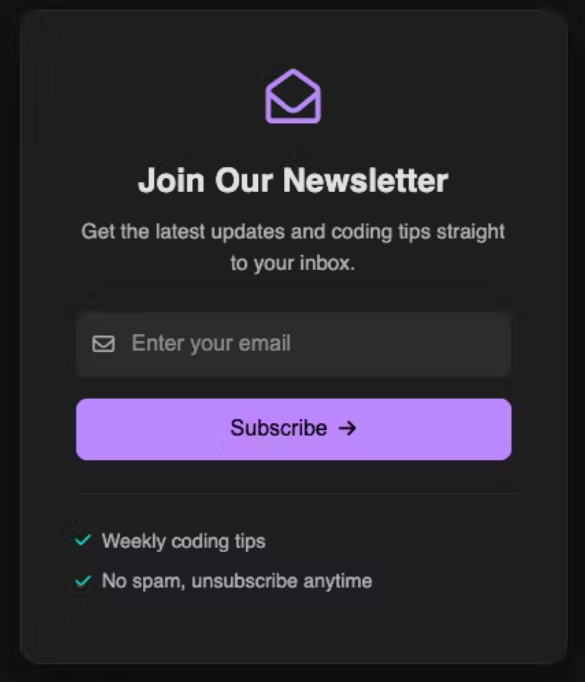 Join Our Newsletter
Get the latest updates and coding tips straight
to your inbox.
Enter your email
Subscribe →
Weekly coding tips
No spam, unsubscribe anytime